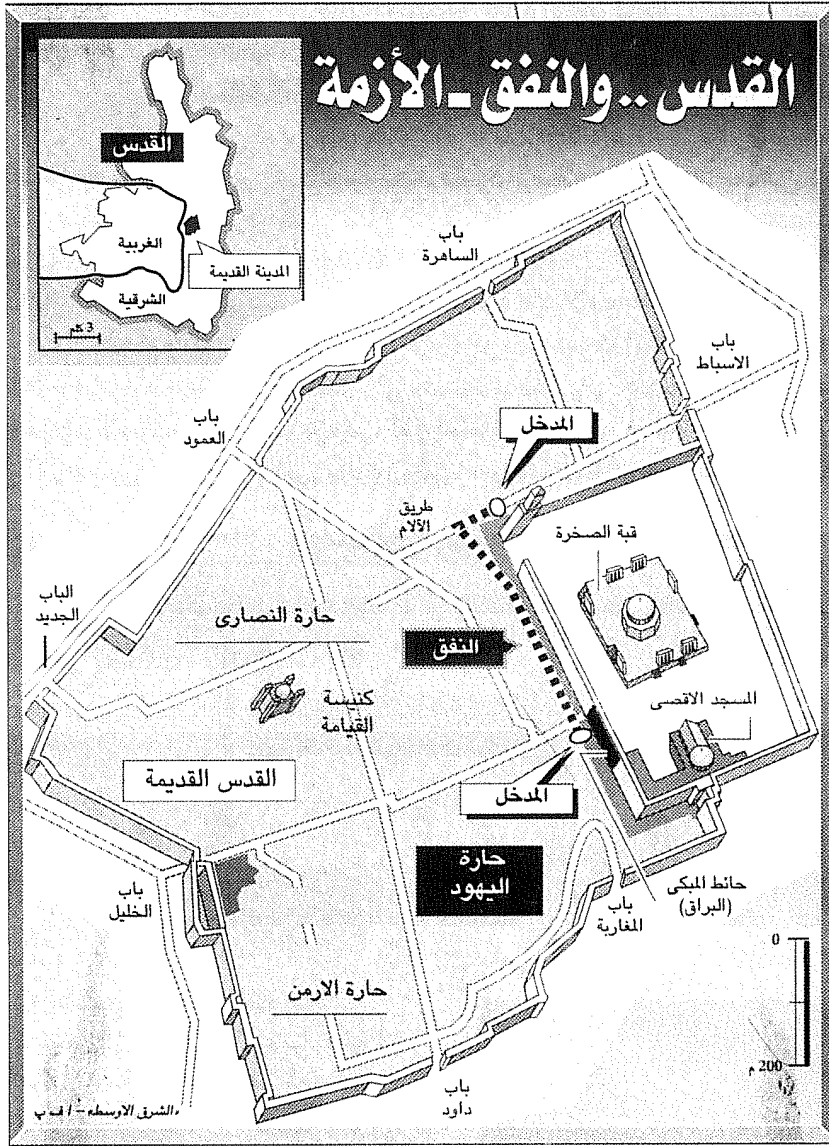 القدس .. والنفق - الأزمة
القدس
الغربية
المدينة القديمة
الشرقية
3 كلم
باب
الساهرة
باب
الاسباط
باب
العمود
المدخل
طريق
الآلام
قبة الصخرة
الباب
الجديد
حارة النصارى
النفق
المسجد الاقصى
كنيسة
القيامة
القدس القديمة
المدخل
حارة
اليهود
باب
الخليل
باب
المغاربة
حائط المبكى
(البراق)
0
حارة الارمن
200 م
باب
داود
«الشرق الاوسط» - ا ف ب